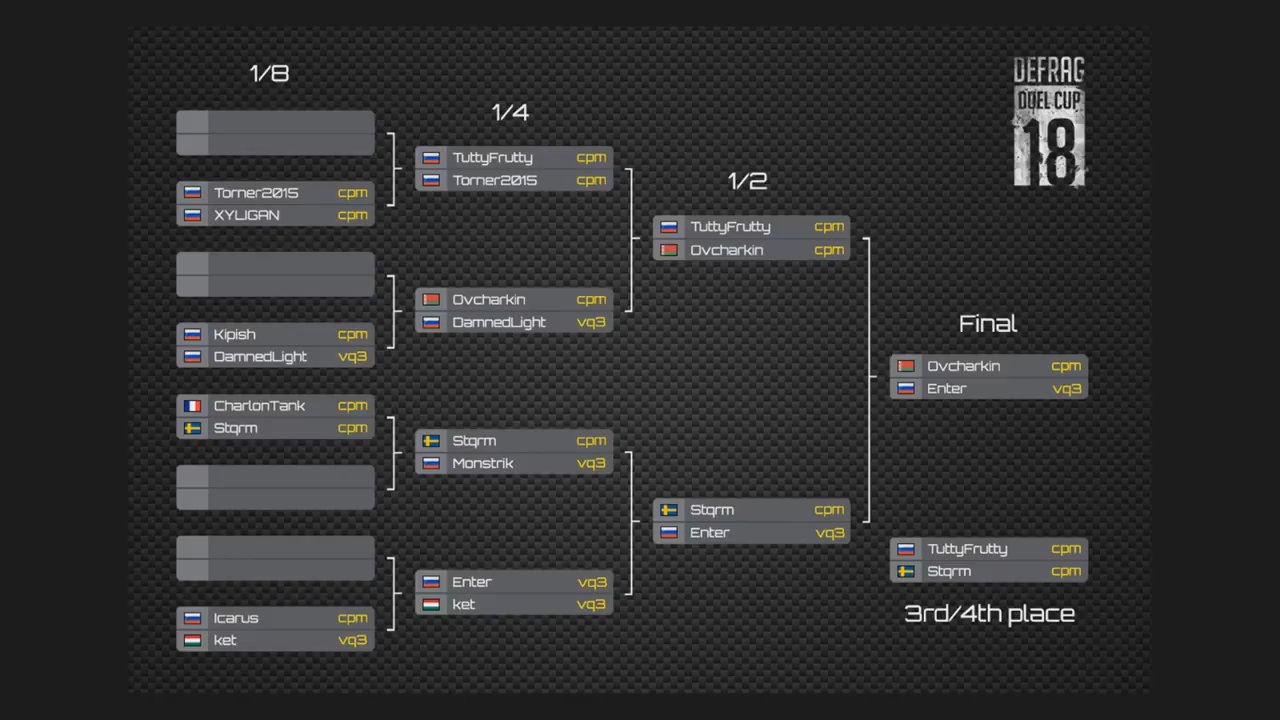 1/8
Torner2015 cpm
XYLIGAN cpm
Kipish cpm
DamnedLight vq3
CharlonTank cpm
Stqrm cpm
Icarus cpm
ket vq3
1/4
TuttyFrutty cpm
Torner2015 cpm
Ovcharkin cpm
DamnedLight vq3
Stqrm cpm
Monstrik vq3
Enter vq3
ket vq3
1/2
TuttyFrutty cpm
Ovcharkin cpm
Stqrm cpm
Enter vq3
DEFRAG
DUEL CUP
18
Final
Ovcharkin cpm
Enter vq3
TuttyFrutty cpm
Stqrm cpm
3rd/4th place